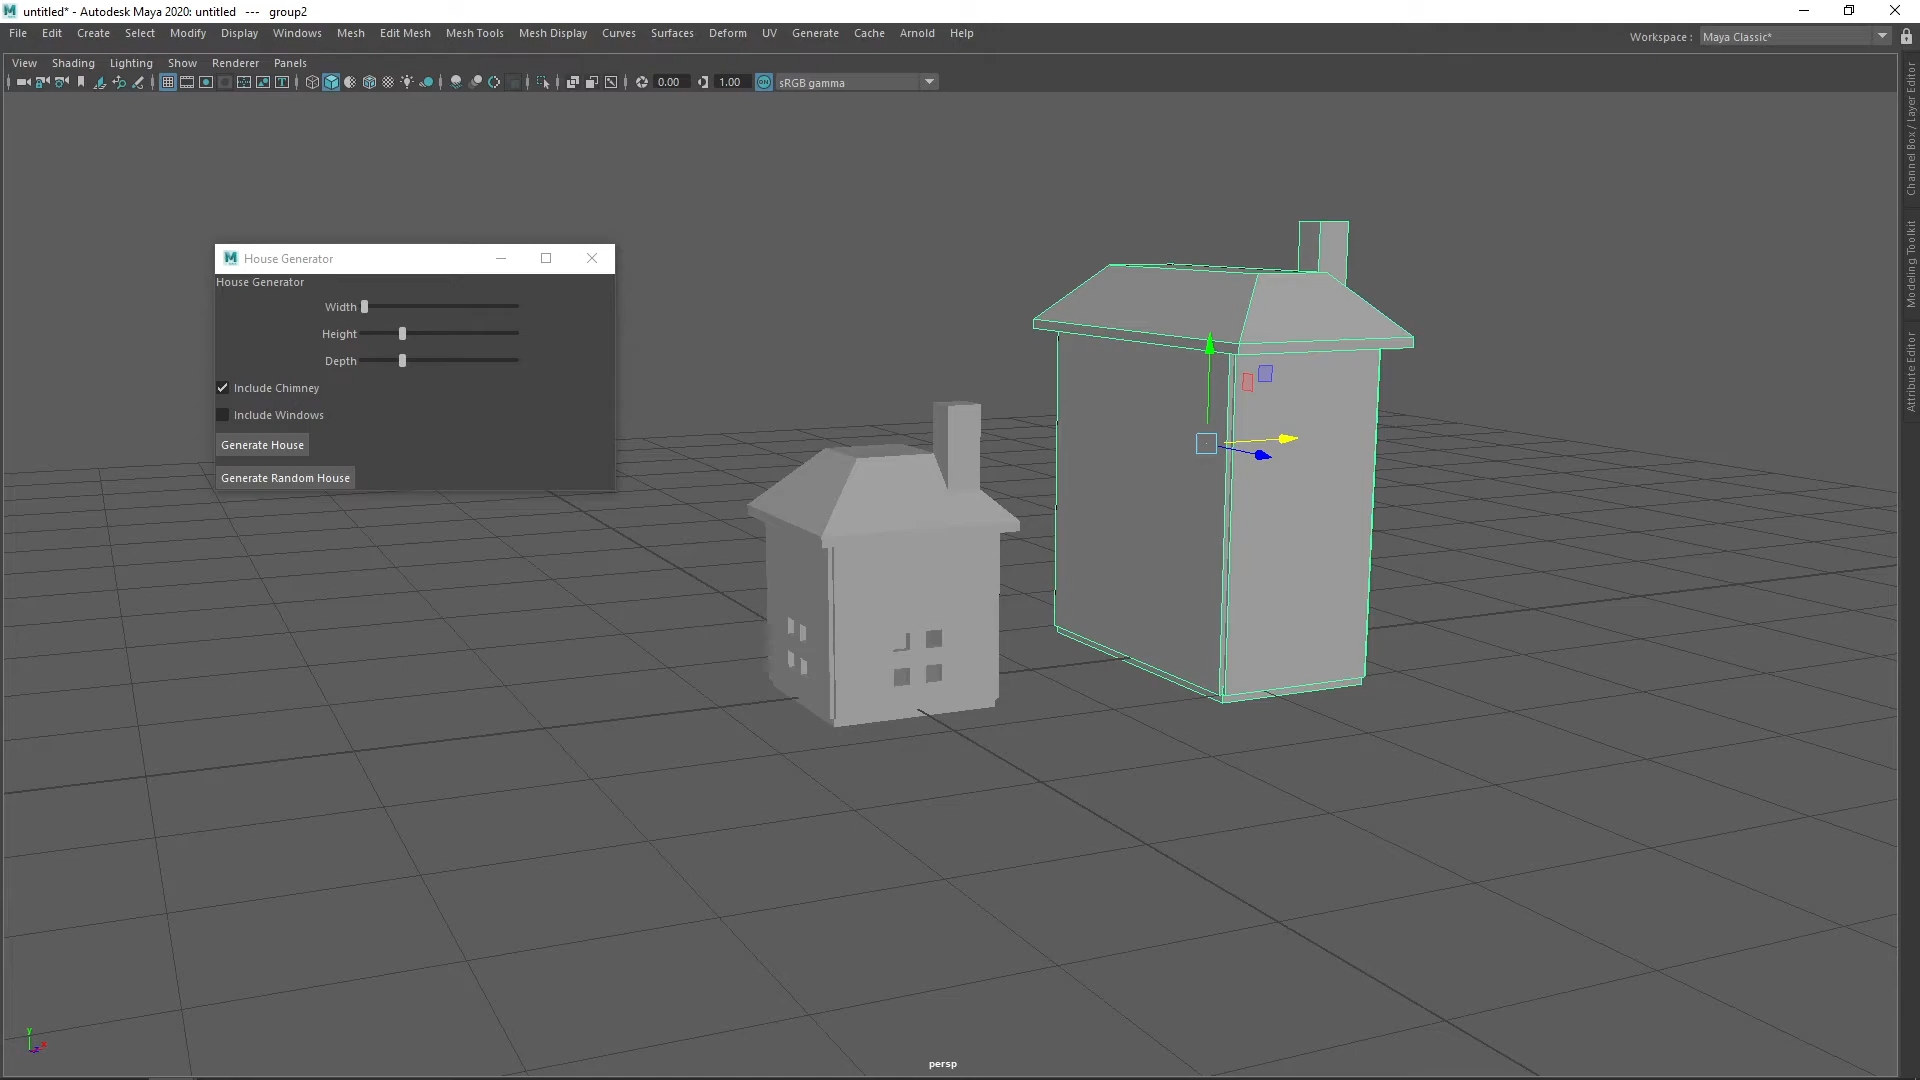 untitled* - Autodesk Maya 2020: untitled --- group2
File Edit Create Select Modify Display Windows Mesh Edit Mesh Mesh Tools Mesh Display Curves Surfaces Deform UV Generate Cache Arnold Help
Workspace : Maya Classic*
View Shading Lighting Show Renderer Panels
0.00 1.00 ON sRGB gamma
Channel Box / Layer Editor
Modeling Toolkit
Attribute Editor
House Generator
House Generator
Width
Height
Depth
Include Chimney
Include Windows
Generate House
Generate Random House
persp
y
x